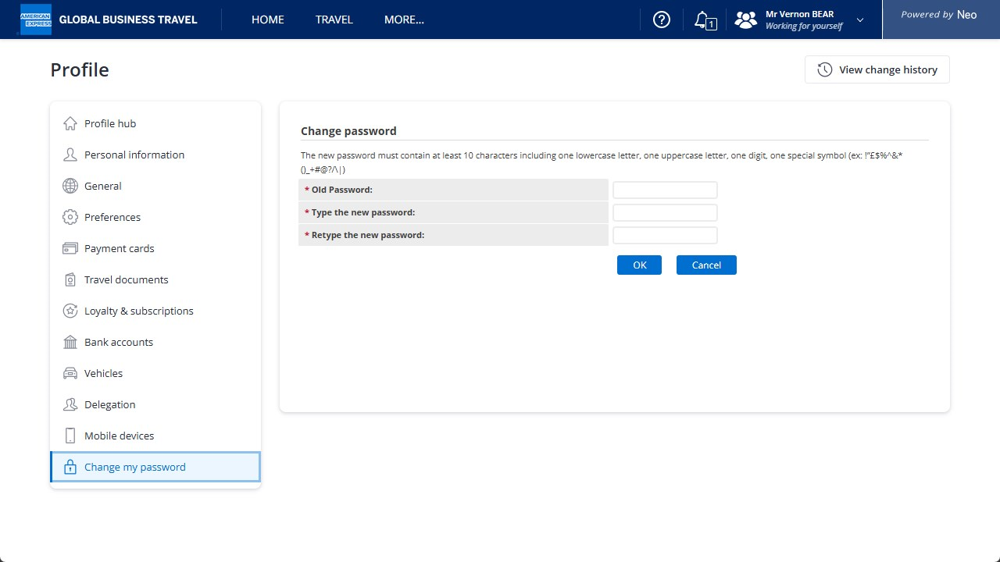 AMERICAN EXPRESS
GLOBAL BUSINESS TRAVEL
HOME
TRAVEL
MORE...
?
1
Mr Vernon BEAR
Working for yourself
Powered by Neo
Profile
View change history
Profile hub
Personal information
General
Preferences
Payment cards
Travel documents
Loyalty & subscriptions
Bank accounts
Vehicles
Delegation
Mobile devices
Change my password
Change password
The new password must contain at least 10 characters including one lowercase letter, one uppercase letter, one digit, one special symbol (ex: !"£$%^&*
()_+#@?/\|)
* Old Password:
* Type the new password:
* Retype the new password:
OK
Cancel